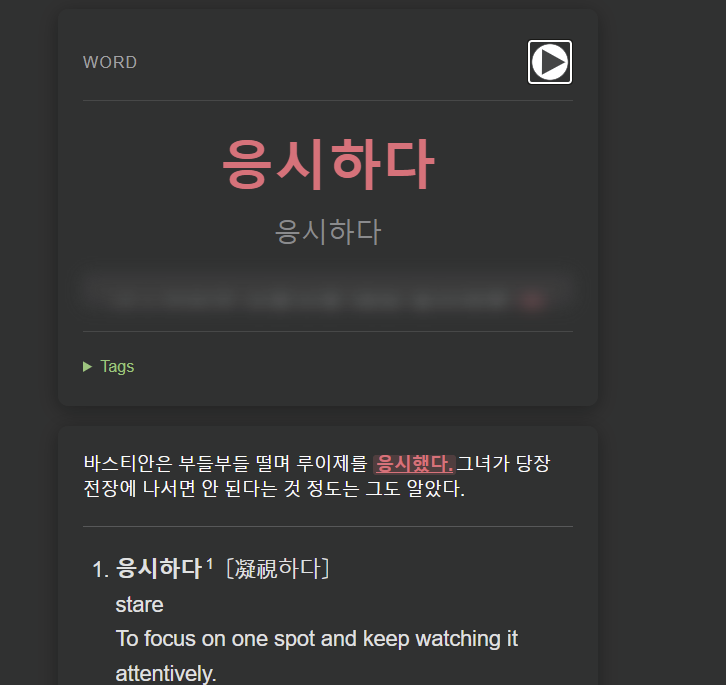 WORD
응시하다
응시하다
Tags
바스티안은 부들부들 떨며 루이제를 응시했다.그녀가 당장
전장에 나서면 안 된다는 것 정도는 그도 알았다.
1. 응시하다¹ [凝視하다]
stare
To focus on one spot and keep watching it
attentively.